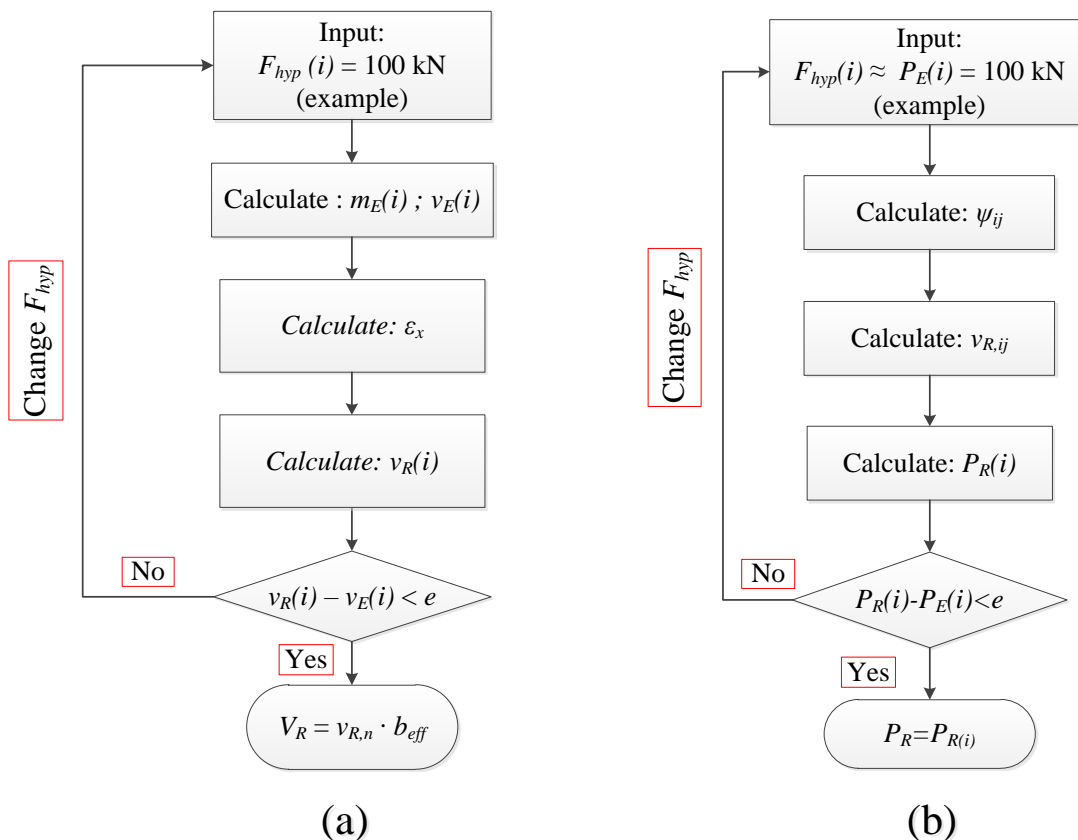 Input:
F_hyp (i) = 100 kN
(example)
Calculate : m_E(i) ; v_E(i)
Calculate: ε_x
Calculate: v_R(i)
v_R(i) – v_E(i) < e
No
Yes
V_R = v_R,n · b_eff
Change F_hyp
(a)
Input:
F_hyp(i) ≈ P_E(i) = 100 kN
(example)
Calculate: ψ_ij
Calculate: v_R,ij
Calculate: P_R(i)
P_R(i)-P_E(i)<e
No
Yes
P_R=P_R(i)
Change F_hyp
(b)